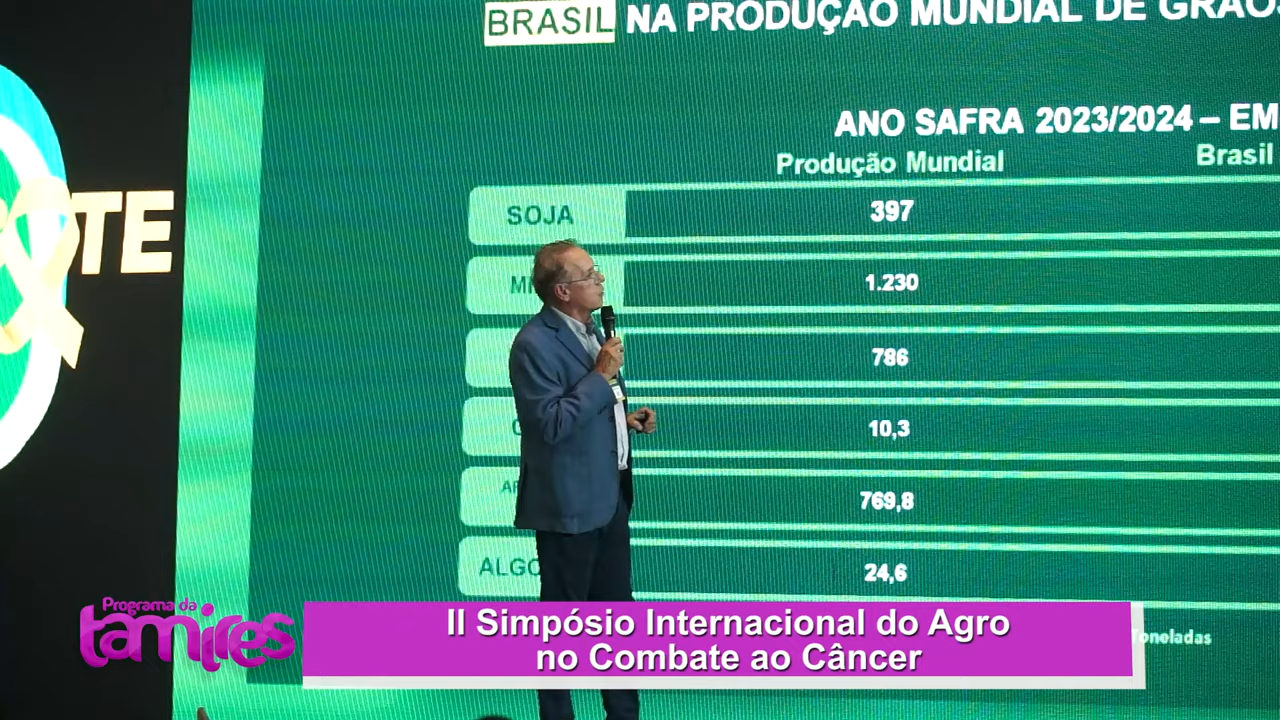 BRASIL NA PRODUÇÃO MUNDIAL DE GRÃOS
ANO SAFRA 2023/2024 – EM
Produção Mundial Brasil
TE
SOJA 397
1.230
786
10,3
769,8
24,6
Toneladas
Programa da
tamires
II Simpósio Internacional do Agro
no Combate ao Câncer